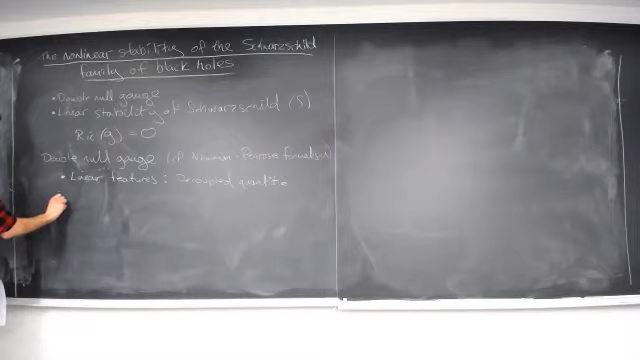 The nonlinear stability of the Schwarzschild
family of black holes
• Double null gauge
• Linear stability of Schwarzschild (S)
Ric(g) = 0
Double null gauge (cf Newman-Penrose formalism)
• Linear features : Decoupled quantitie